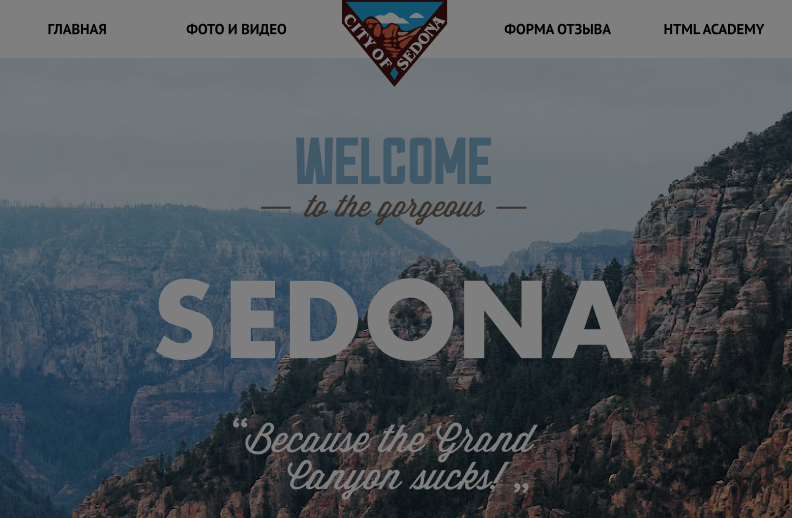 ГЛАВНАЯ
ФОТО И ВИДЕО
CITY OF SEDONA
ФОРМА ОТЗЫВА
HTML ACADEMY
WELCOME
— to the gorgeous —
SEDONA
“Because the Grand
Canyon sucks!„